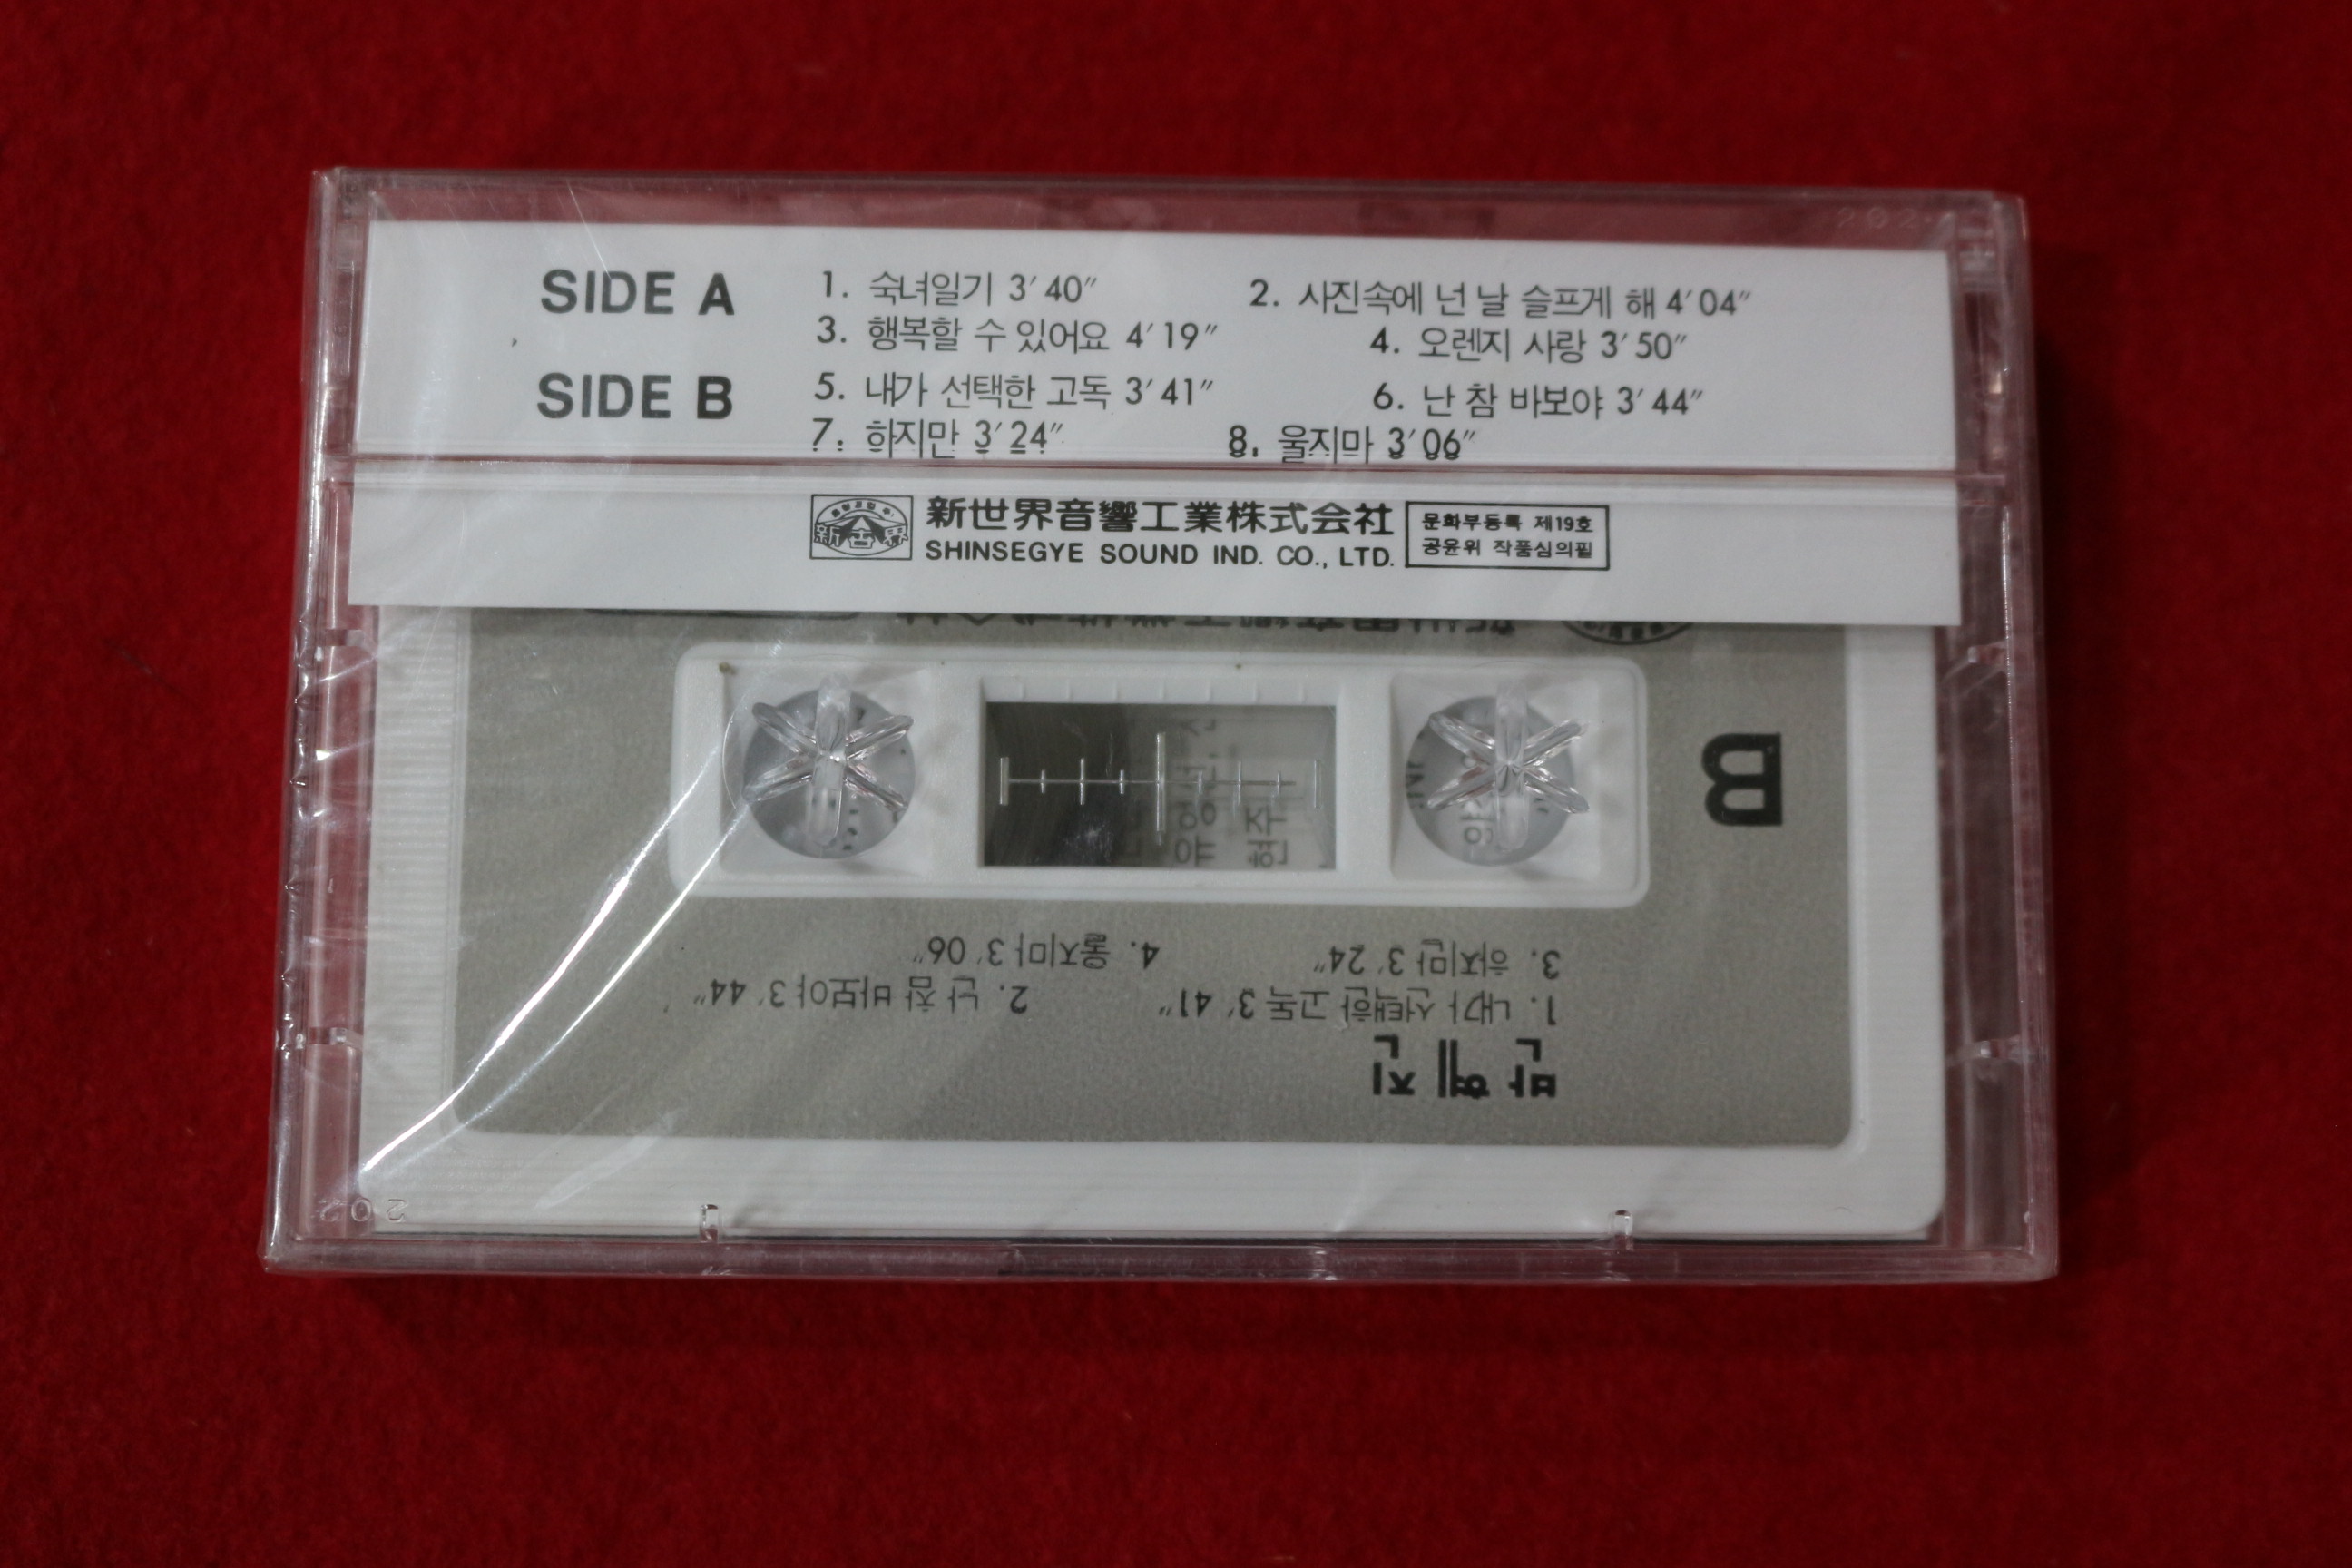 SIDE A 1. 숙녀일기 3′40″ 2. 사진속에 넌 날 슬프게 해 4′04″
3. 행복할 수 있어요 4′19″ 4. 오렌지 사랑 3′50″
SIDE B 5. 내가 선택한 고독 3′41″ 6. 난 참 바보야 3′44″
7. 하지만 3′24″ 8. 울지마 3′06″
新世界音響工業株式会社
SHINSEGYE SOUND IND. CO., LTD.
문화부등록 제19호
공윤위 작품심의필
B
반혜진
1. 내가 선택한 고독 3′41″ 2. 난 참 바보야 3′44″
3. 하지만 3′24″ 4. 울지마 3′06″
202